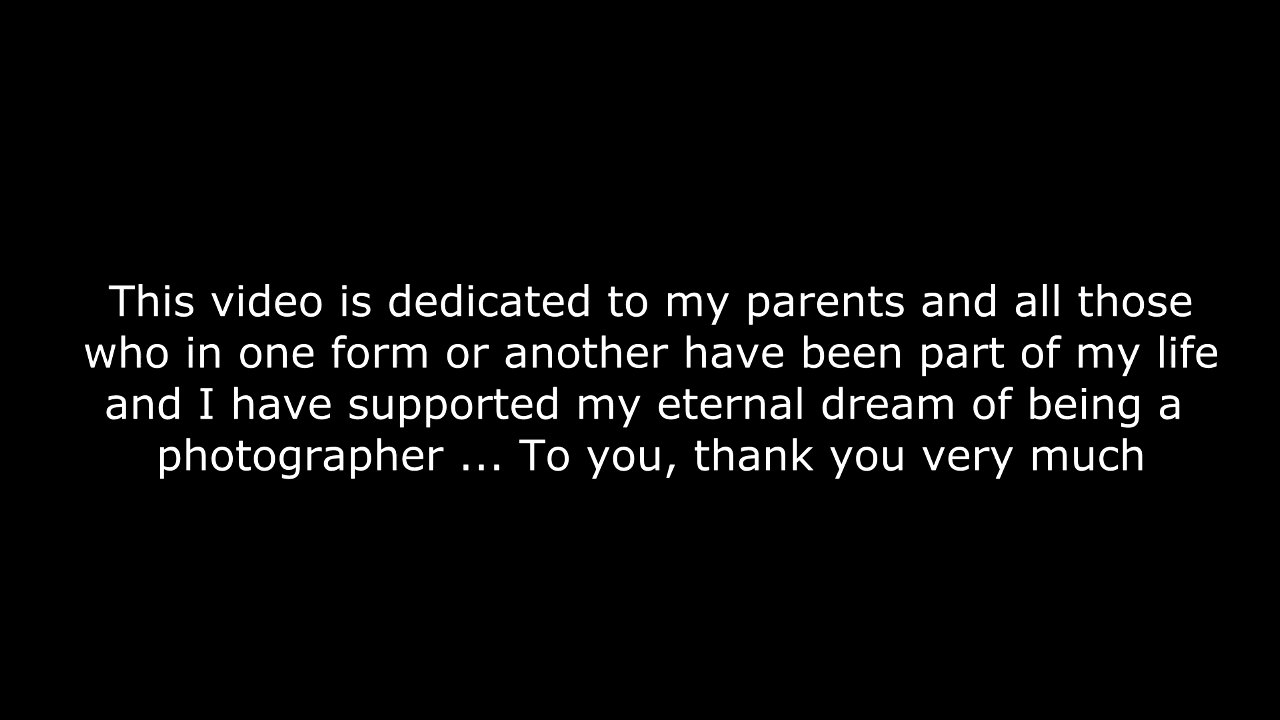 This video is dedicated to my parents and all those
who in one form or another have been part of my life
and I have supported my eternal dream of being a
photographer ... To you, thank you very much